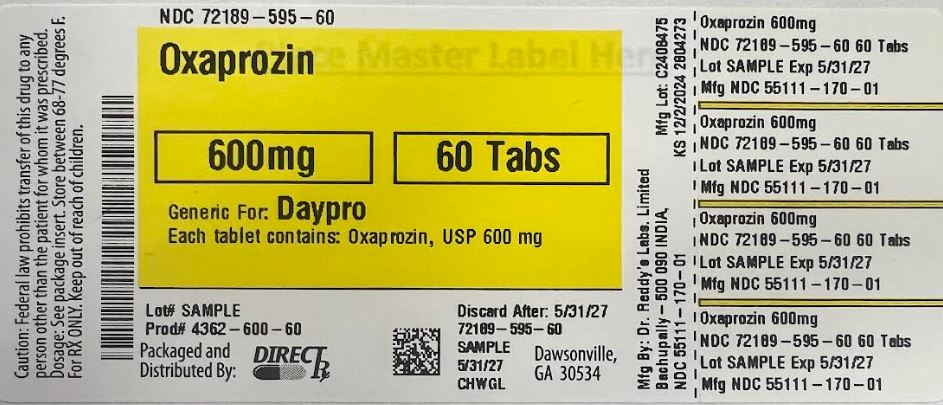 Caution: Federal law prohibits transfer of this drug to any
person other than the patient for whom it was prescribed.
Dosage: See package insert. Store between 68-77 degrees F.
For RX ONLY. Keep out of reach of children.
NDC 72189-595-60
Place Master Label Here
Oxaprozin
600mg
60 Tabs
Generic For: Daypro
Each tablet contains: Oxaprozin, USP 600 mg
Lot# SAMPLE
Prod# 4362-600-60
Packaged and
Distributed By:
DIRECT Rx
Discard After: 5/31/27
72189-595-60
SAMPLE
5/31/27
CHWGL
Dawsonville,
GA 30534
Mfg By: Dr. Reddy's Labs. Limited
Bachupally - 500 090 INDIA,
NDC 55111-170-01
Mfg Lot: C2408475
KS 12/2/2024 2804273
Oxaprozin 600mg
NDC 72189-595-60 60 Tabs
Lot SAMPLE Exp 5/31/27
Mfg NDC 55111-170-01
Oxaprozin 600mg
NDC 72189-595-60 60 Tabs
Lot SAMPLE Exp 5/31/27
Mfg NDC 55111-170-01
Oxaprozin 600mg
NDC 72189-595-60 60 Tabs
Lot SAMPLE Exp 5/31/27
Mfg NDC 55111-170-01
Oxaprozin 600mg
NDC 72189-595-60 60 Tabs
Lot SAMPLE Exp 5/31/27
Mfg NDC 55111-170-01